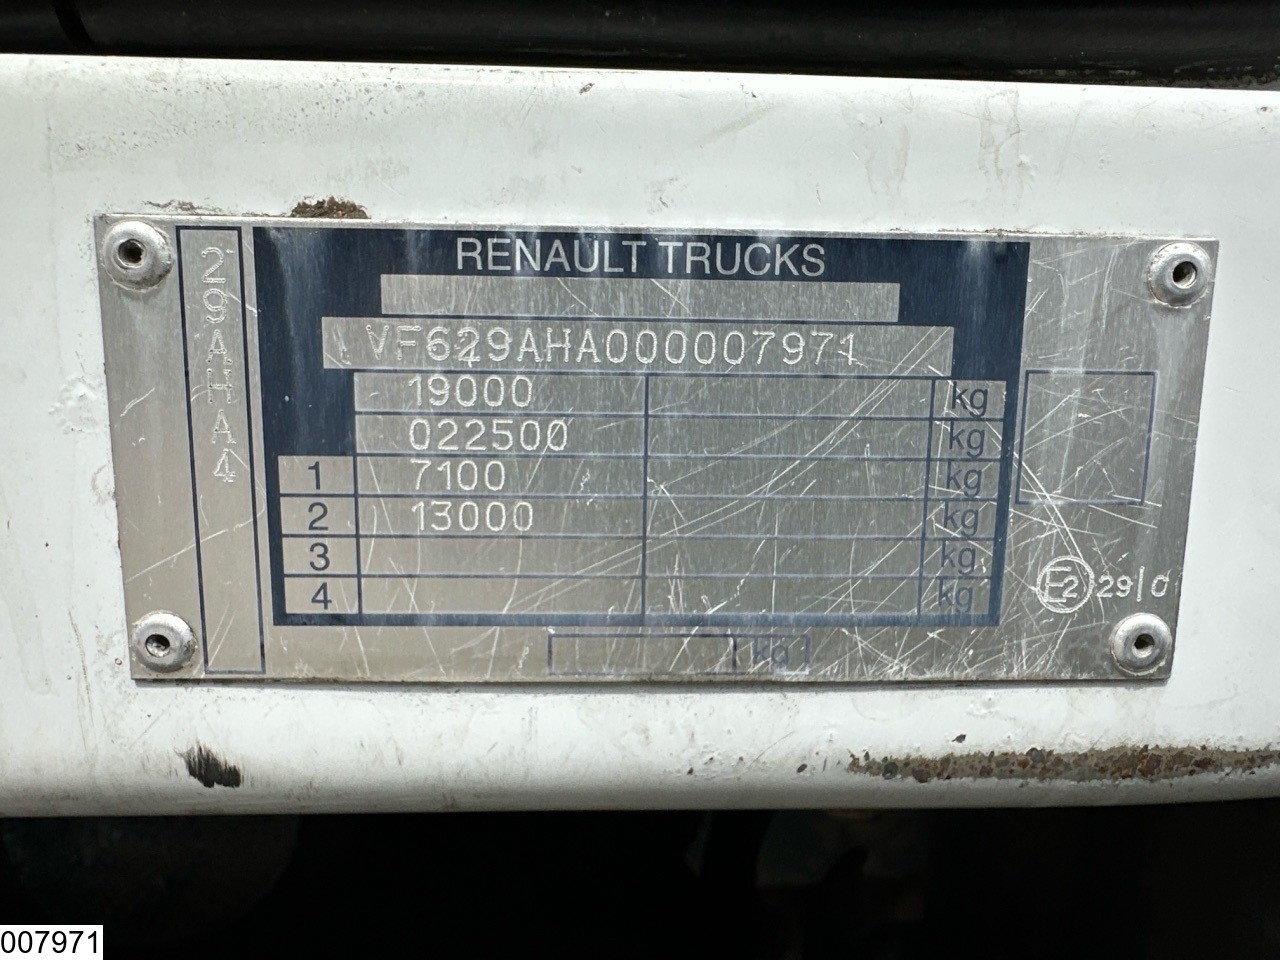 29AHA4
RENAULT TRUCKS
VF629AHA000007971
19000 kg
022500 kg
1 7100 kg
2 13000 kg
3 kg
4 kg
E2 29|0
kg
007971